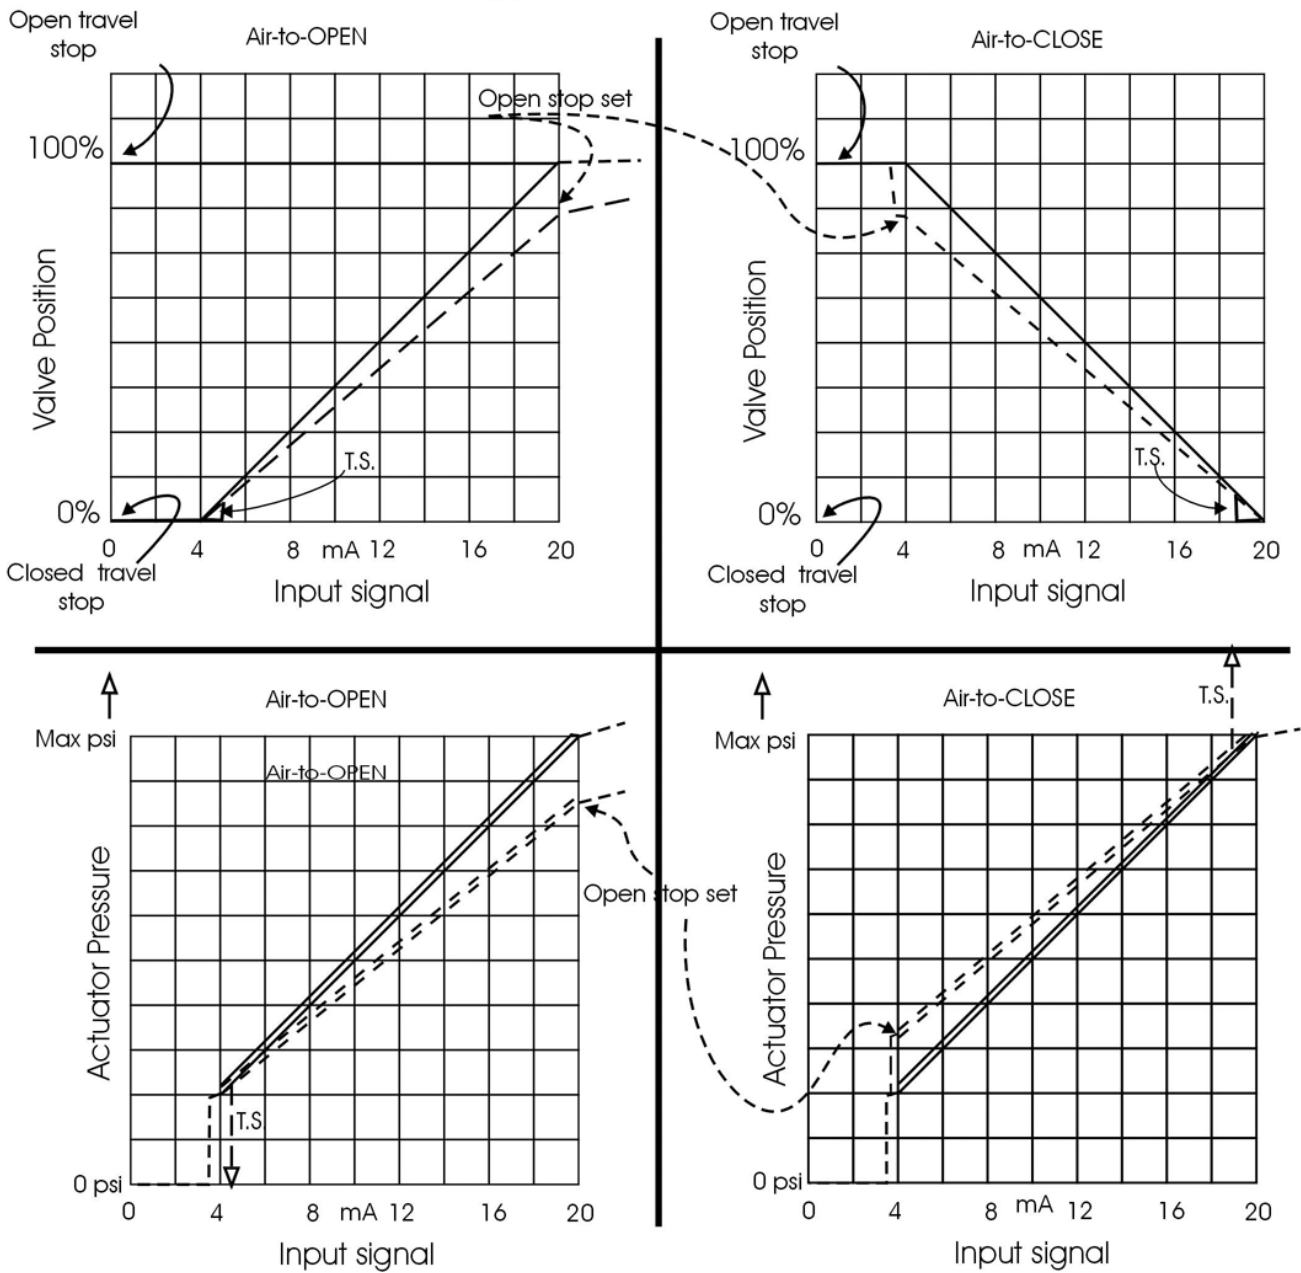 Open travel
stop
Air-to-OPEN
Open stop set
100%
Valve Position
T.S.
0%
0 4 8 mA 12 16 20
Closed travel
stop
Input signal
Open travel
stop
Air-to-CLOSE
100%
Valve Position
T.S.
0%
0 4 8 mA 12 16 20
Closed travel
stop
Input signal
Air-to-OPEN
Max psi
Air-to-OPEN
Actuator Pressure
Open stop set
T.S.
0 psi
0 4 8 mA 12 16 20
Input signal
Air-to-CLOSE
T.S.
Max psi
Actuator Pressure
0 psi
0 4 8 mA 12 16 20
Input signal